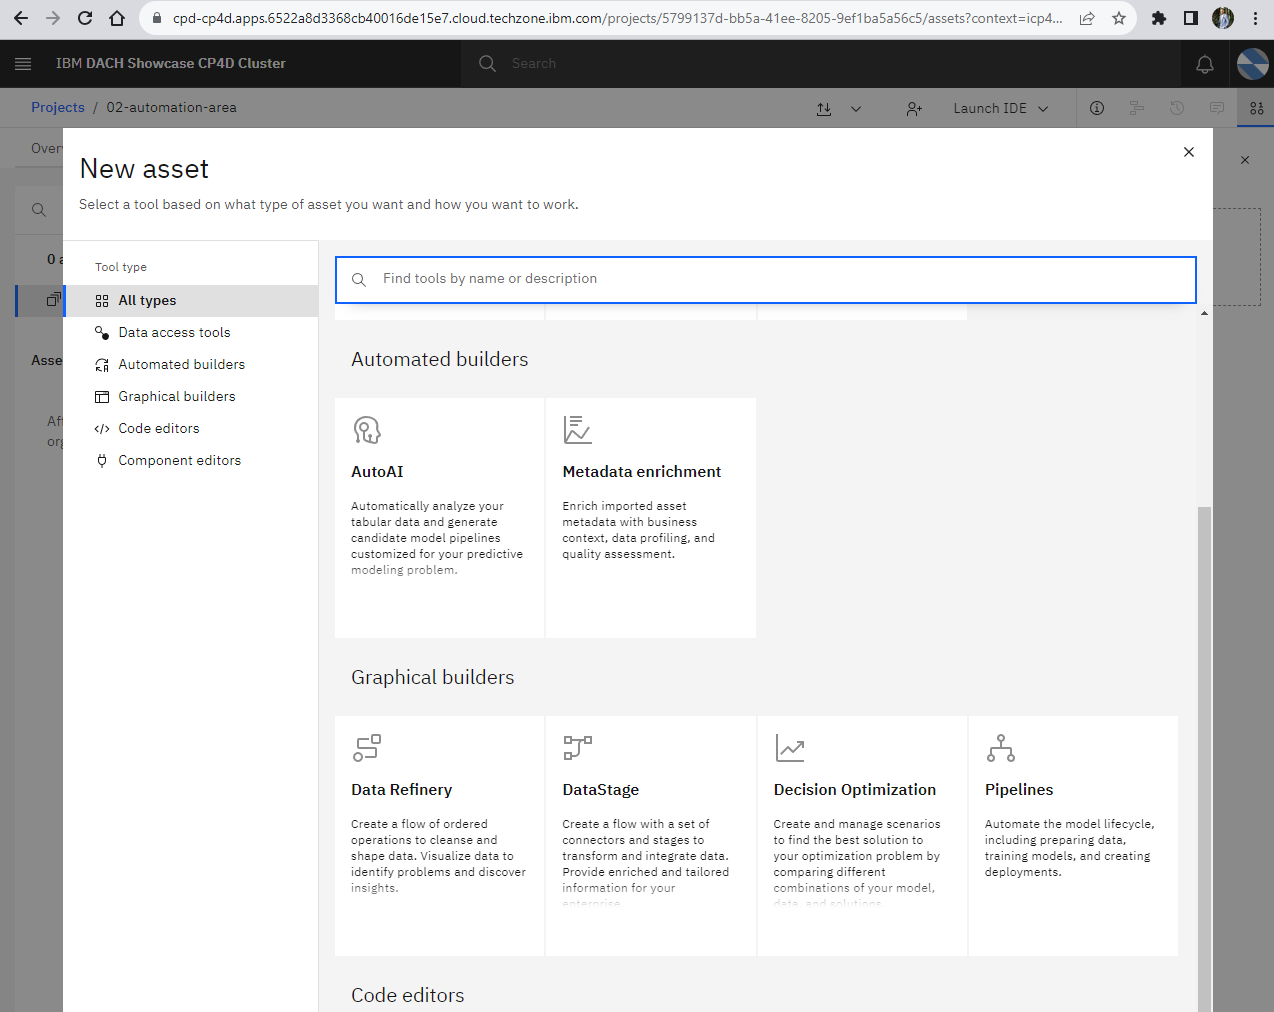 cpd-cp4d.apps.6522a8d3368cb40016de15e7.cloud.techzone.ibm.com/projects/5799137d-bb5a-41ee-8205-9ef1ba5a56c5/assets?context=icp4...
IBM DACH Showcase CP4D Cluster
Search
Projects / 02-automation-area
Launch IDE
Over
New asset
Select a tool based on what type of asset you want and how you want to work.
0 a
Tool type
All types
Data access tools
Automated builders
Graphical builders
Code editors
Component editors
Asse
Aft
org
Find tools by name or description
Automated builders
AutoAI
Automatically analyze your
tabular data and generate
candidate model pipelines
customized for your predictive
modeling problem.
Metadata enrichment
Enrich imported asset
metadata with business
context, data profiling, and
quality assessment.
Graphical builders
Data Refinery
Create a flow of ordered
operations to cleanse and
shape data. Visualize data to
identify problems and discover
insights.
DataStage
Create a flow with a set of
connectors and stages to
transform and integrate data.
Provide enriched and tailored
information for your
enterprise.
Decision Optimization
Create and manage scenarios
to find the best solution to
your optimization problem by
comparing different
combinations of your model,
data, and solutions.
Pipelines
Automate the model lifecycle,
including preparing data,
training models, and creating
deployments.
Code editors